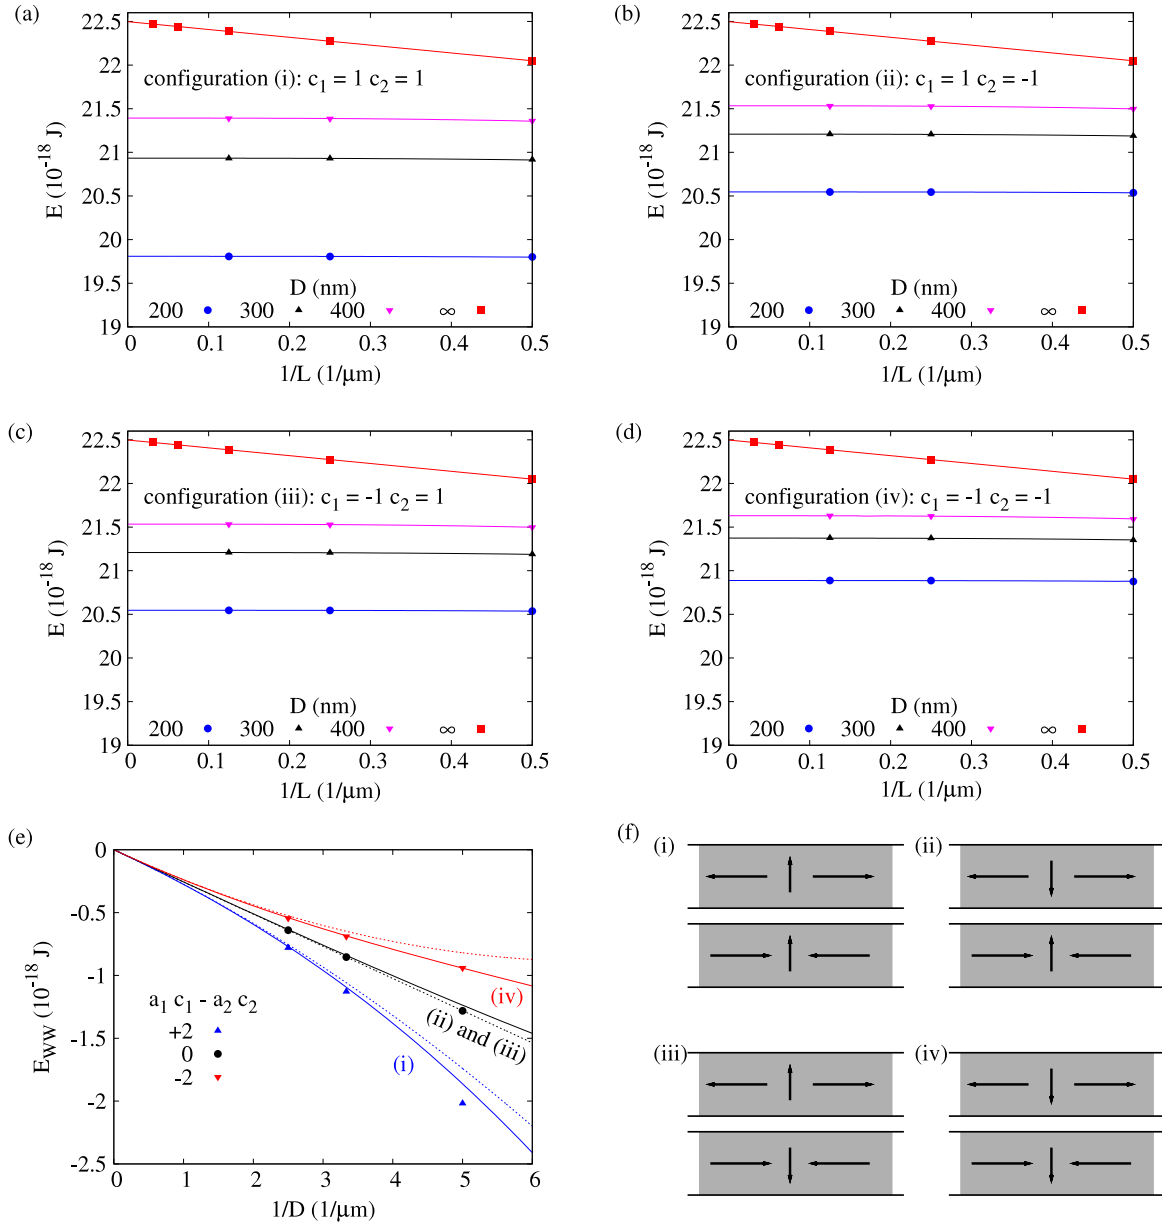 (a)
22.5
22
21.5
21
20.5
20
19.5
19
E (10⁻¹⁸ J)
configuration (i): c₁ = 1 c₂ = 1
D (nm)
200 300 400 ∞
0 0.1 0.2 0.3 0.4 0.5
1/L (1/μm)
(b)
22.5
22
21.5
21
20.5
20
19.5
19
E (10⁻¹⁸ J)
configuration (ii): c₁ = 1 c₂ = -1
D (nm)
200 300 400 ∞
0 0.1 0.2 0.3 0.4 0.5
1/L (1/μm)
(c)
22.5
22
21.5
21
20.5
20
19.5
19
E (10⁻¹⁸ J)
configuration (iii): c₁ = -1 c₂ = 1
D (nm)
200 300 400 ∞
0 0.1 0.2 0.3 0.4 0.5
1/L (1/μm)
(d)
22.5
22
21.5
21
20.5
20
19.5
19
E (10⁻¹⁸ J)
configuration (iv): c₁ = -1 c₂ = -1
D (nm)
200 300 400 ∞
0 0.1 0.2 0.3 0.4 0.5
1/L (1/μm)
(e)
0
-0.5
-1
-1.5
-2
-2.5
E_WW (10⁻¹⁸ J)
a₁ c₁ - a₂ c₂
+2
0
-2
(iv)
(ii) and (iii)
(i)
0 1 2 3 4 5 6
1/D (1/μm)
(f)
(i)
(ii)
(iii)
(iv)